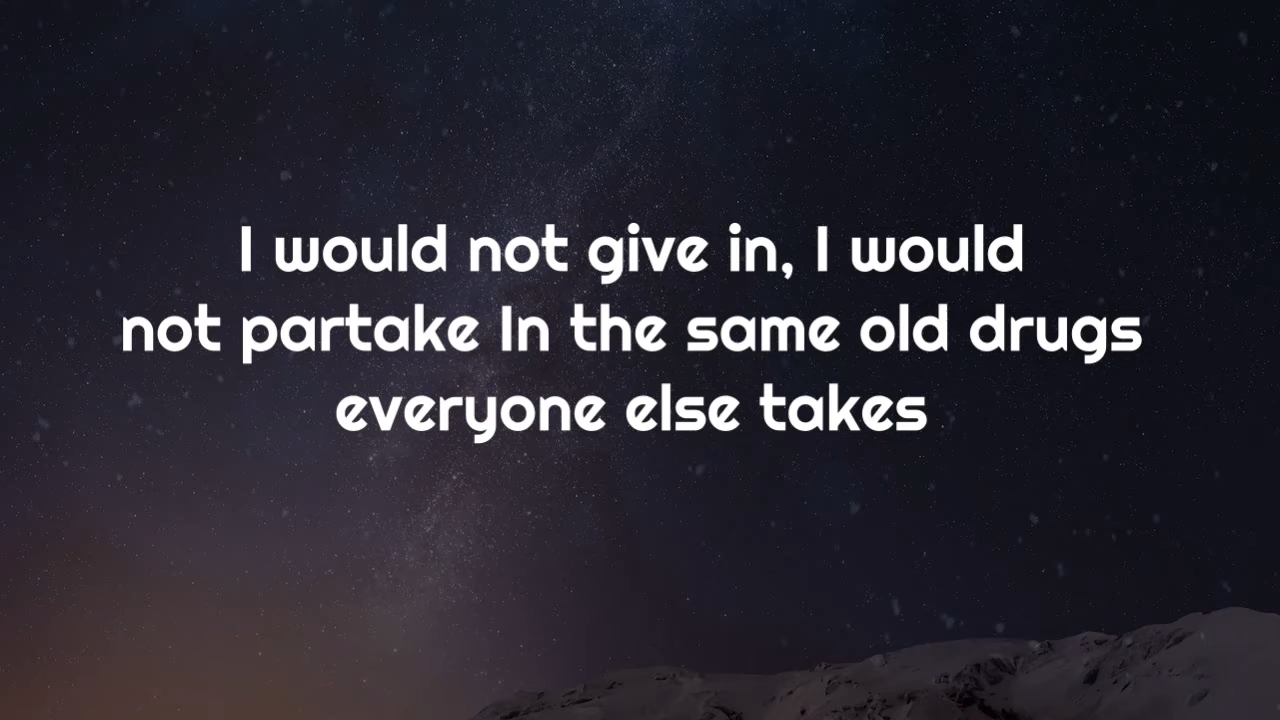 I would not give in, I would
not partake In the same old drugs
everyone else takes